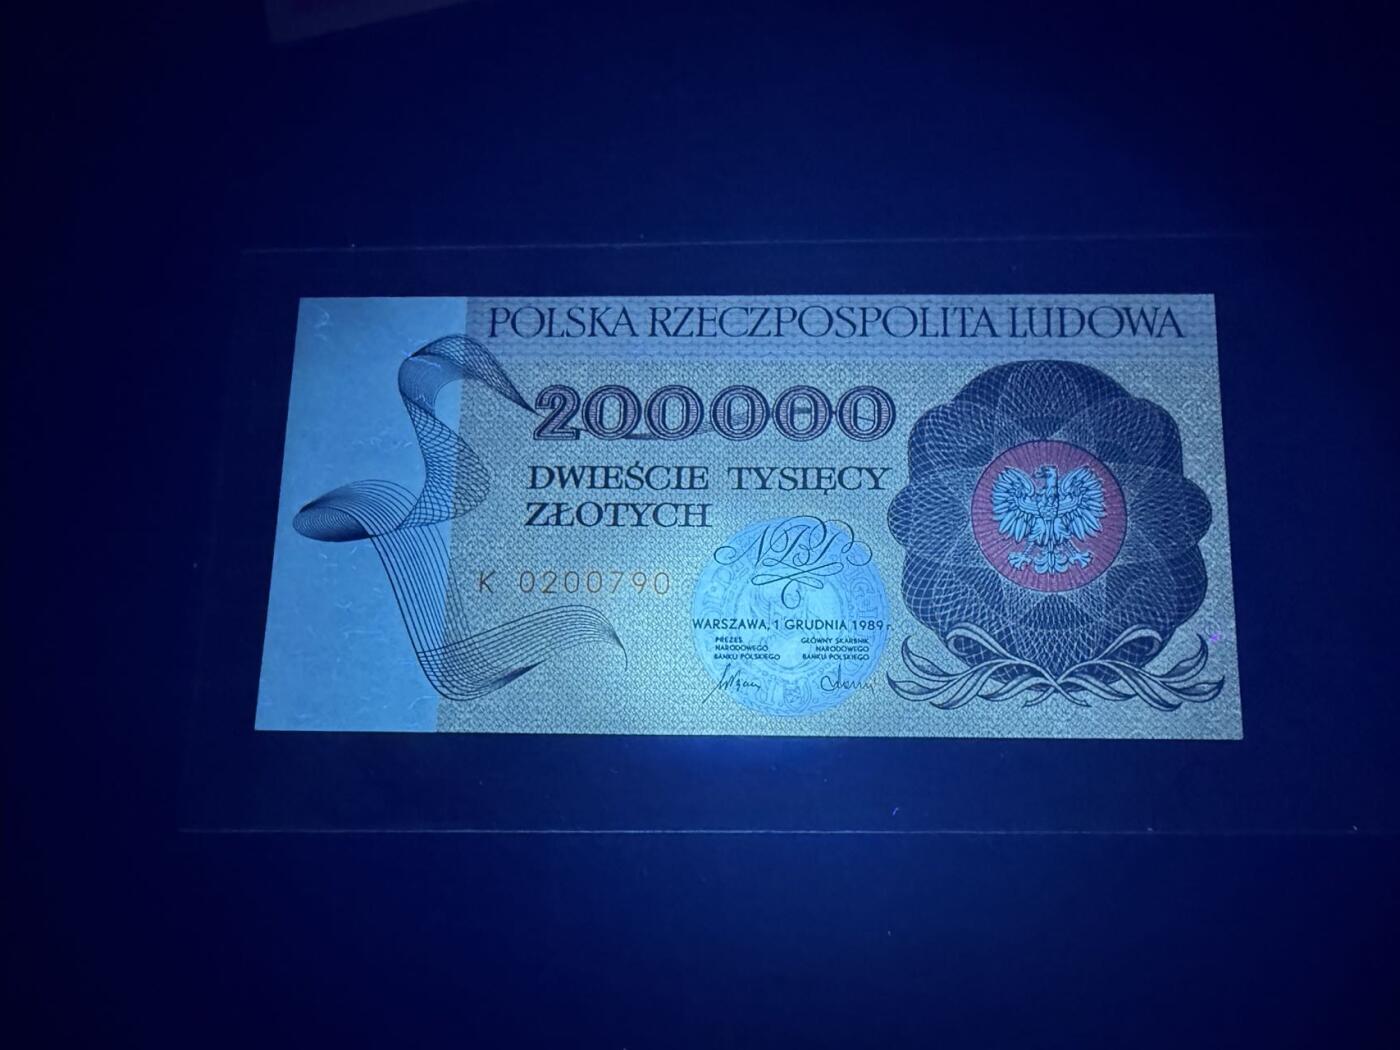 POLSKA RZECZPOSPOLITA LUDOWA
200000
DWIEŚCIE TYSIĘCY
ZŁOTYCH
NBP
K 0200790
WARSZAWA, 1 GRUDNIA 1989 r.
PREZES
NARODOWEGO
BANKU POLSKIEGO
GŁÓWNY SKARBNIK
NARODOWEGO
BANKU POLSKIEGO